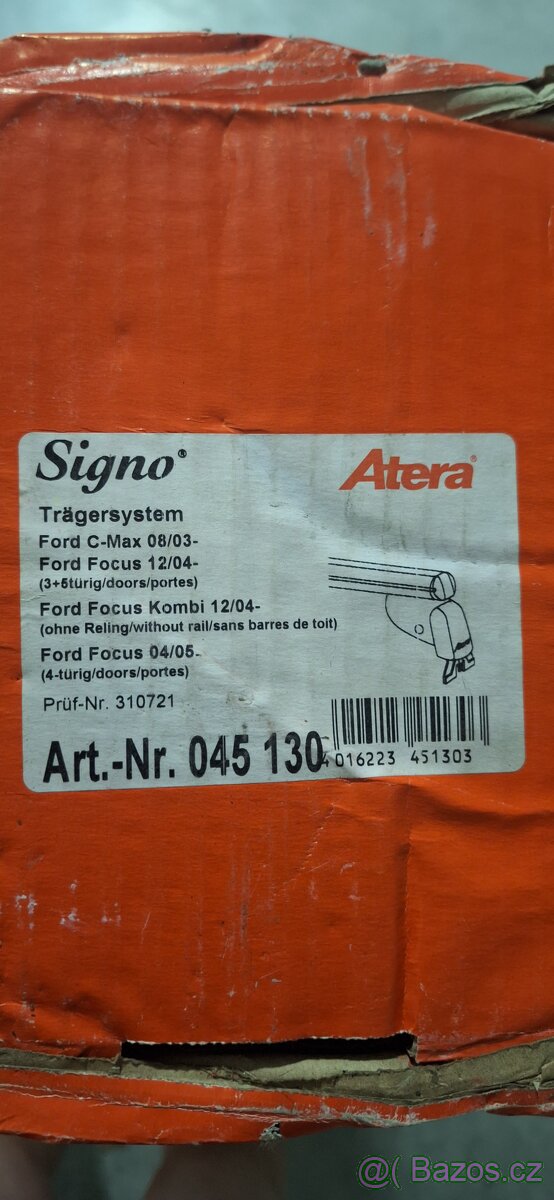 Signo®
Atera®
Trägersystem
Ford C-Max 08/03-
Ford Focus 12/04-
(3+5türig/doors/portes)
Ford Focus Kombi 12/04-
(ohne Reling/without rail/sans barres de toit)
Ford Focus 04/05-
(4-türig/doors/portes)
Prüf-Nr. 310721
Art.-Nr. 045 130
4 016223 451303
@( Bazos.cz